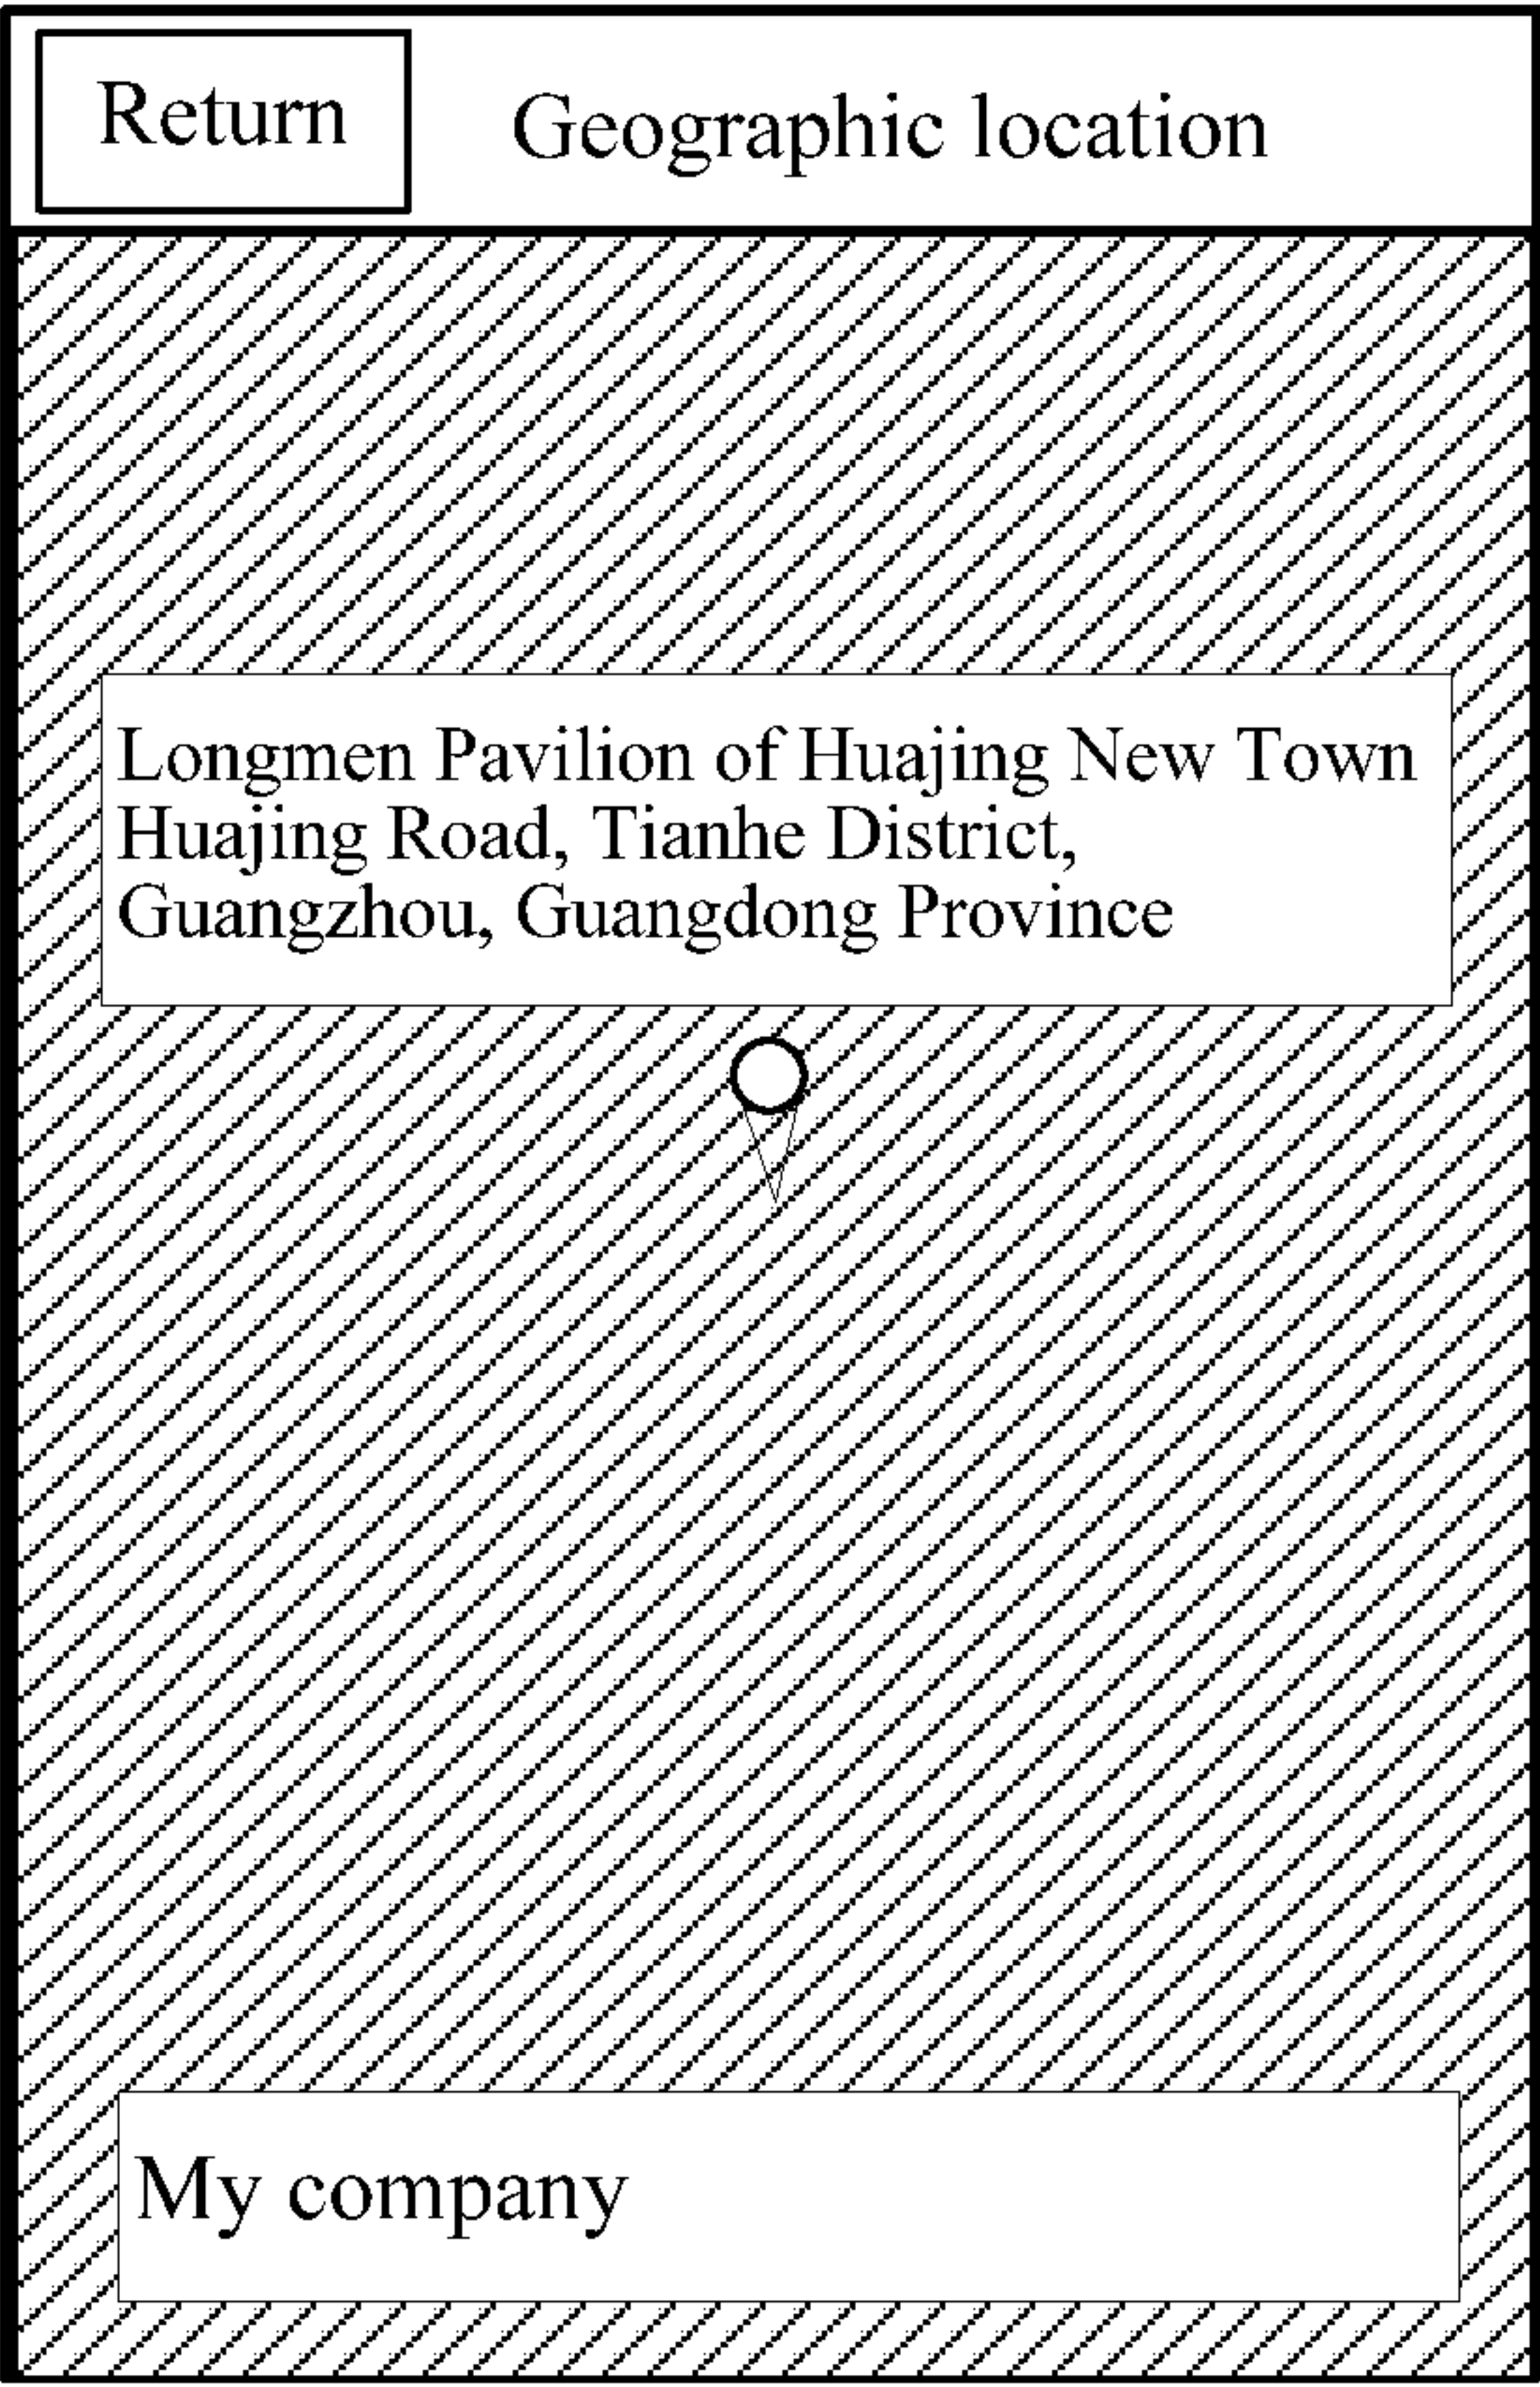 Return
Geographic location
Longmen Pavilion of Huajing New Town
Huajing Road, Tianhe District,
Guangzhou, Guangdong Province
My company